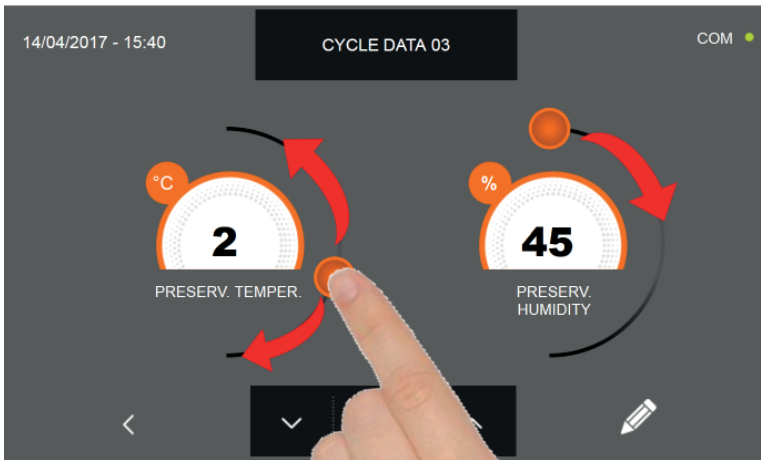 14/04/2017 - 15:40
CYCLE DATA 03
COM
°C
%
2
45
PRESERV. TEMPER.
PRESERV.
HUMIDITY